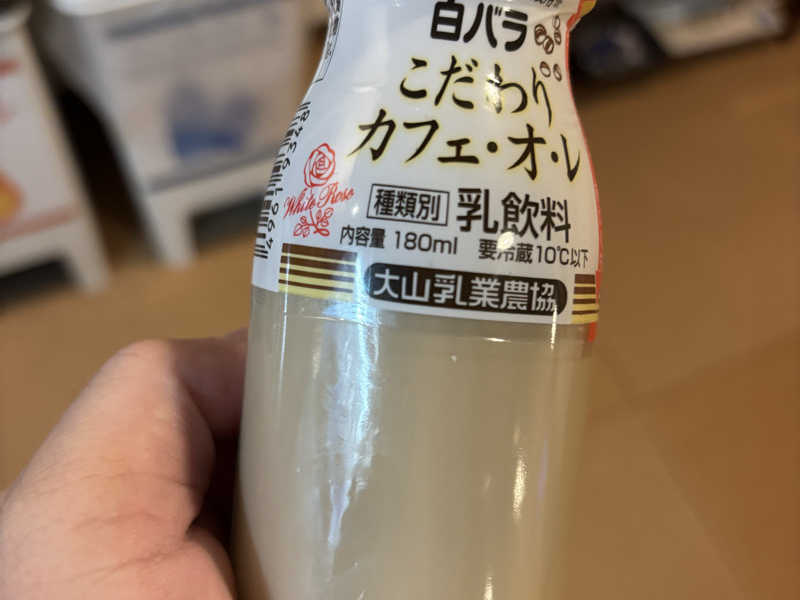 白バラ
こだわり
カフェ・オ・レ
White Rose
種類別 乳飲料
内容量 180ml 要冷蔵10℃以下
大山乳業農協